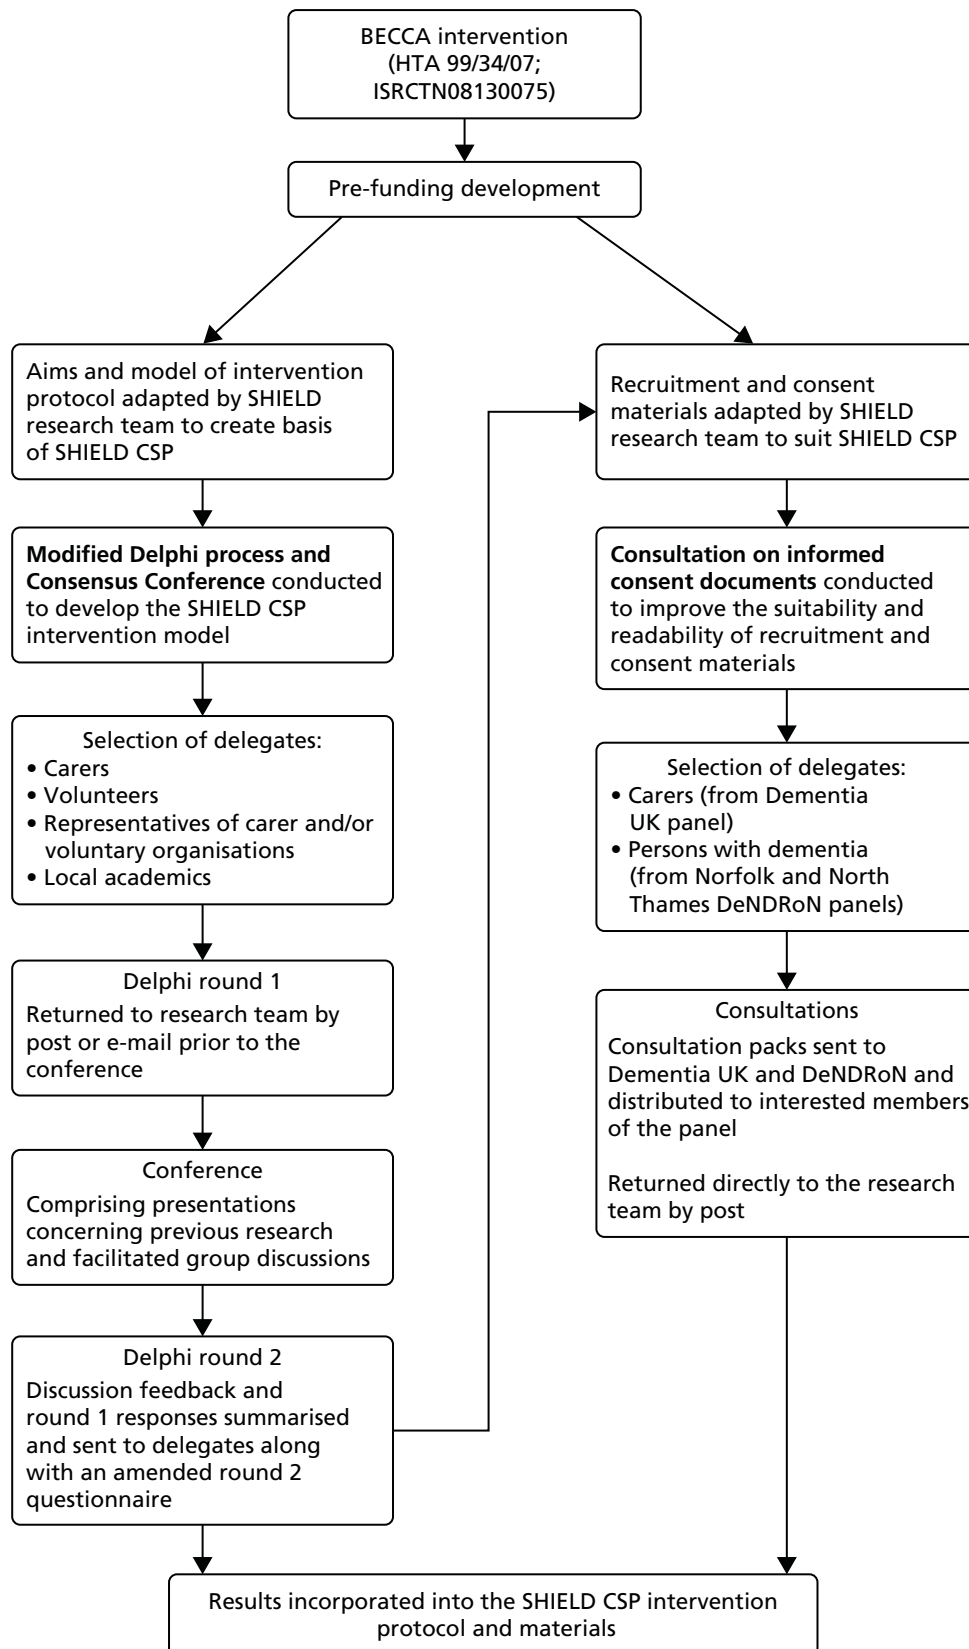 BECCA intervention
(HTA 99/34/07;
ISRCTN08130075)
Pre-funding development
Aims and model of intervention
protocol adapted by SHIELD
research team to create basis
of SHIELD CSP
Modified Delphi process and
Consensus Conference conducted
to develop the SHIELD CSP
intervention model
Selection of delegates:
• Carers
• Volunteers
• Representatives of carer and/or
voluntary organisations
• Local academics
Delphi round 1
Returned to research team by
post or e-mail prior to the
conference
Conference
Comprising presentations
concerning previous research
and facilitated group discussions
Delphi round 2
Discussion feedback and
round 1 responses summarised
and sent to delegates along
with an amended round 2
questionnaire
Recruitment and consent
materials adapted by SHIELD
research team to suit SHIELD CSP
Consultation on informed
consent documents conducted
to improve the suitability and
readability of recruitment and
consent materials
Selection of delegates:
• Carers (from Dementia
UK panel)
• Persons with dementia
(from Norfolk and North
Thames DeNDRoN panels)
Consultations
Consultation packs sent to
Dementia UK and DeNDRoN and
distributed to interested members
of the panel
Returned directly to the research
team by post
Results incorporated into the SHIELD CSP intervention
protocol and materials